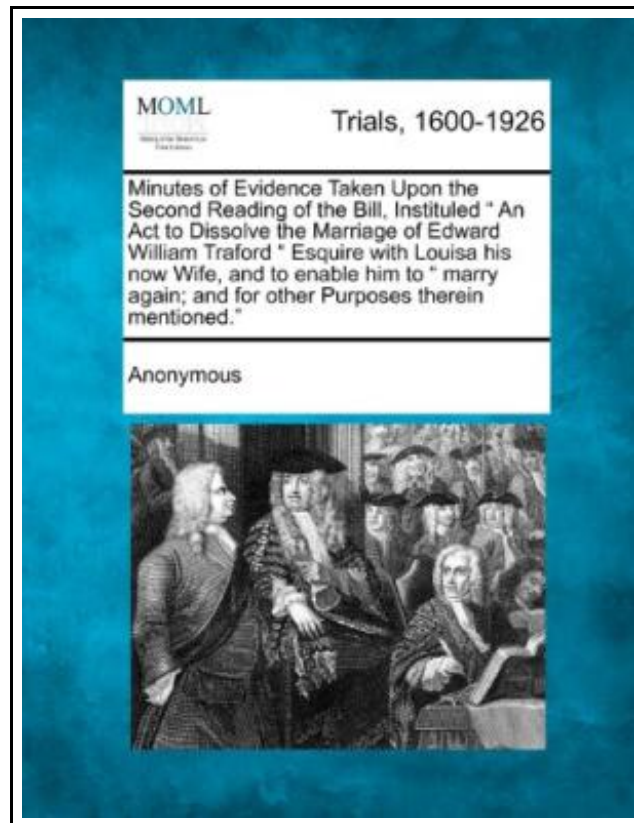 MOML
Trials, 1600-1926
Minutes of Evidence Taken Upon the
Second Reading of the Bill, Instituled " An
Act to Dissolve the Marriage of Edward
William Traford " Esquire with Louisa his
now Wife, and to enable him to " marry
again; and for other Purposes therein
mentioned."
Anonymous